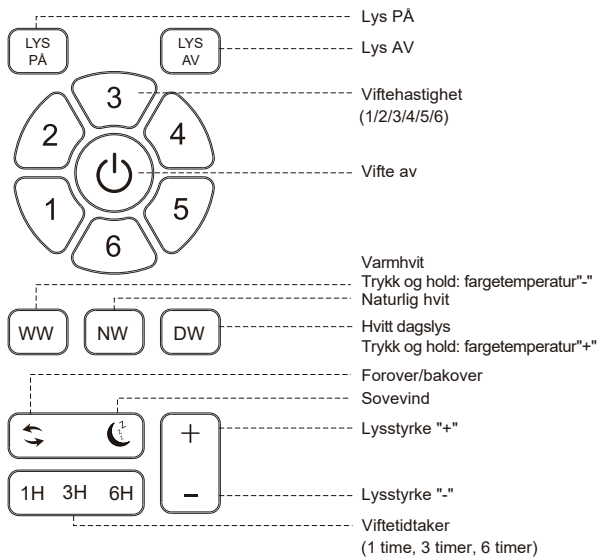 Lys PÅ
LYS
PÅ
LYS
AV
Lys AV
3
Viftehastighet
(1/2/3/4/5/6)
2
4
Vifte av
1
5
6
Varmhvit
Trykk og hold: fargetemperatur"-"
Naturlig hvit
WW
NW
DW
Hvitt dagslys
Trykk og hold: fargetemperatur"+"
Forover/bakover
Sovevind
z z z
+
Lysstyrke "+"
1H 3H 6H
–
Lysstyrke "-"
Viftetidtaker
(1 time, 3 timer, 6 timer)